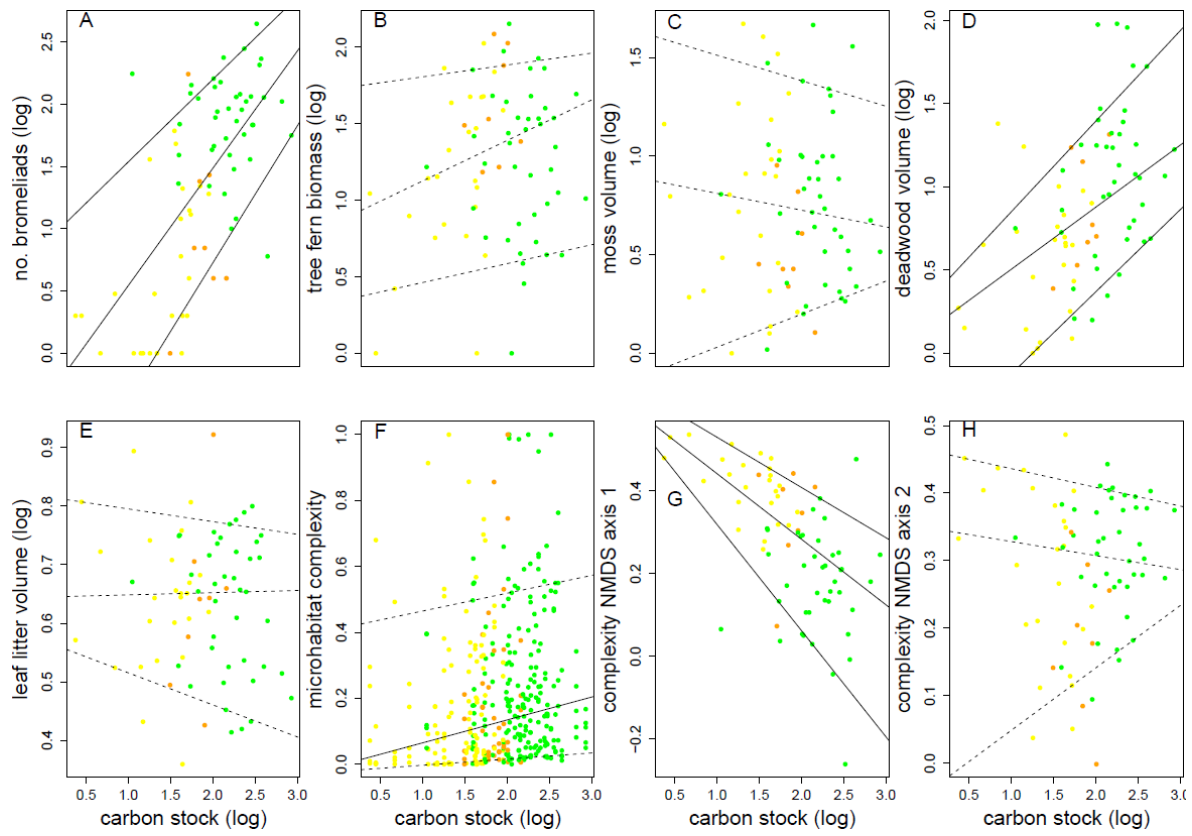 A
no. bromeliads (log)
0.0 0.5 1.0 1.5 2.0 2.5
B
tree fern biomass (log)
0.0 0.5 1.0 1.5 2.0
C
moss volume (log)
0.0 0.5 1.0 1.5
D
deadwood volume (log)
0.0 0.5 1.0 1.5 2.0
E
leaf litter volume (log)
0.4 0.5 0.6 0.7 0.8 0.9
0.5 1.0 1.5 2.0 2.5 3.0
carbon stock (log)
F
microhabitat complexity
0.0 0.2 0.4 0.6 0.8 1.0
0.5 1.0 1.5 2.0 2.5 3.0
carbon stock (log)
G
complexity NMDS axis 1
-0.2 0.0 0.2 0.4
0.5 1.0 1.5 2.0 2.5 3.0
carbon stock (log)
H
complexity NMDS axis 2
0.0 0.1 0.2 0.3 0.4 0.5
0.5 1.0 1.5 2.0 2.5 3.0
carbon stock (log)